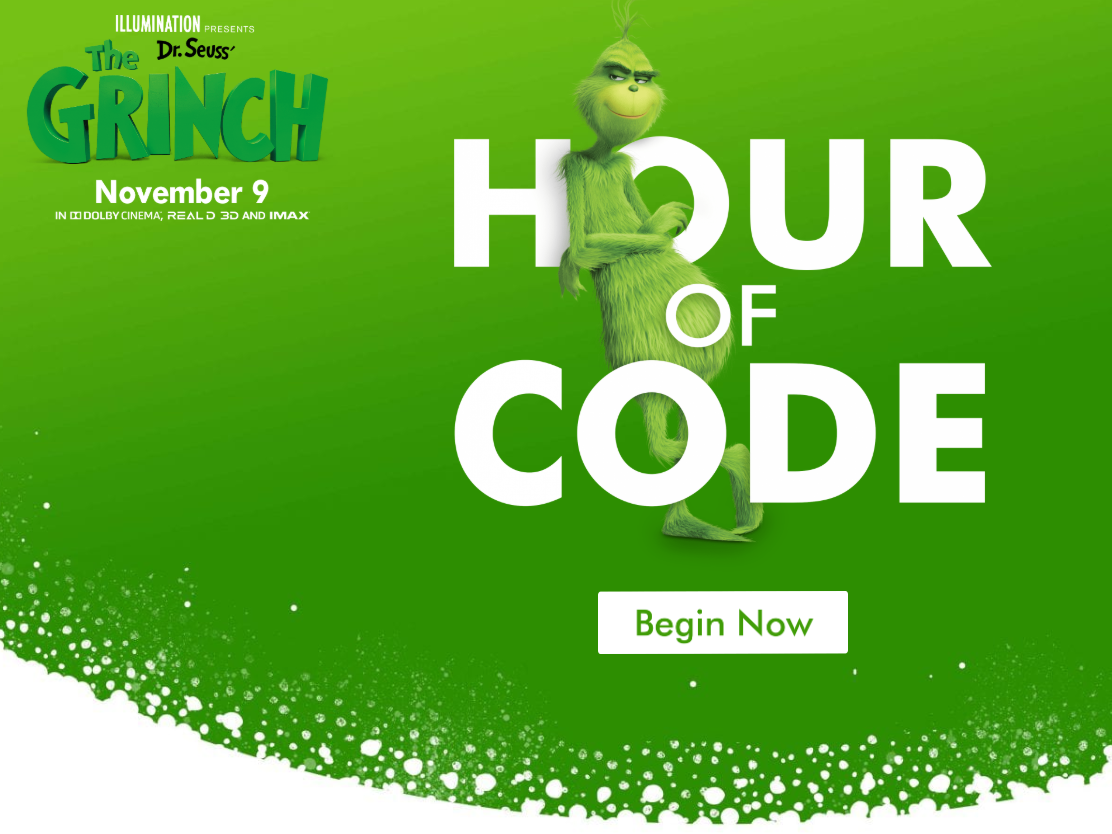 ILLUMINATION PRESENTS
Dr. Seuss'
The
GRINCH
November 9
IN DOLBY CINEMA, REAL D 3D AND IMAX
HOUR
OF
CODE
Begin Now